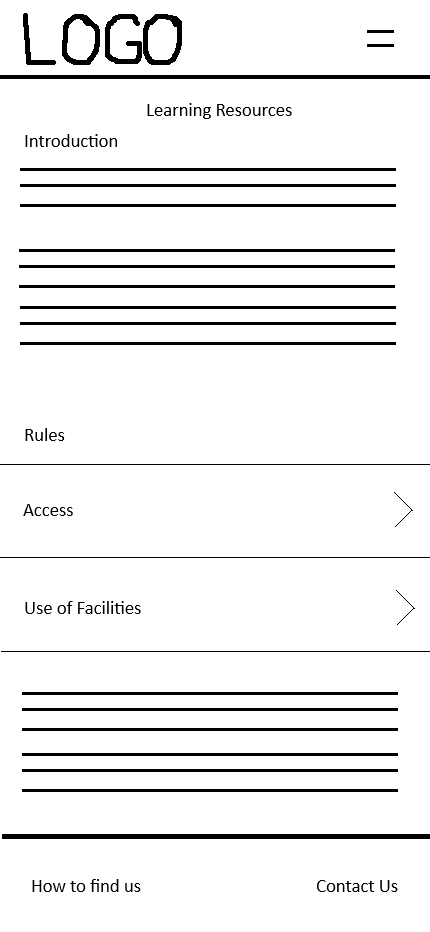 LOGO
Learning Resources
Introduction
Rules
Access
Use of Facilities
How to find us
Contact Us